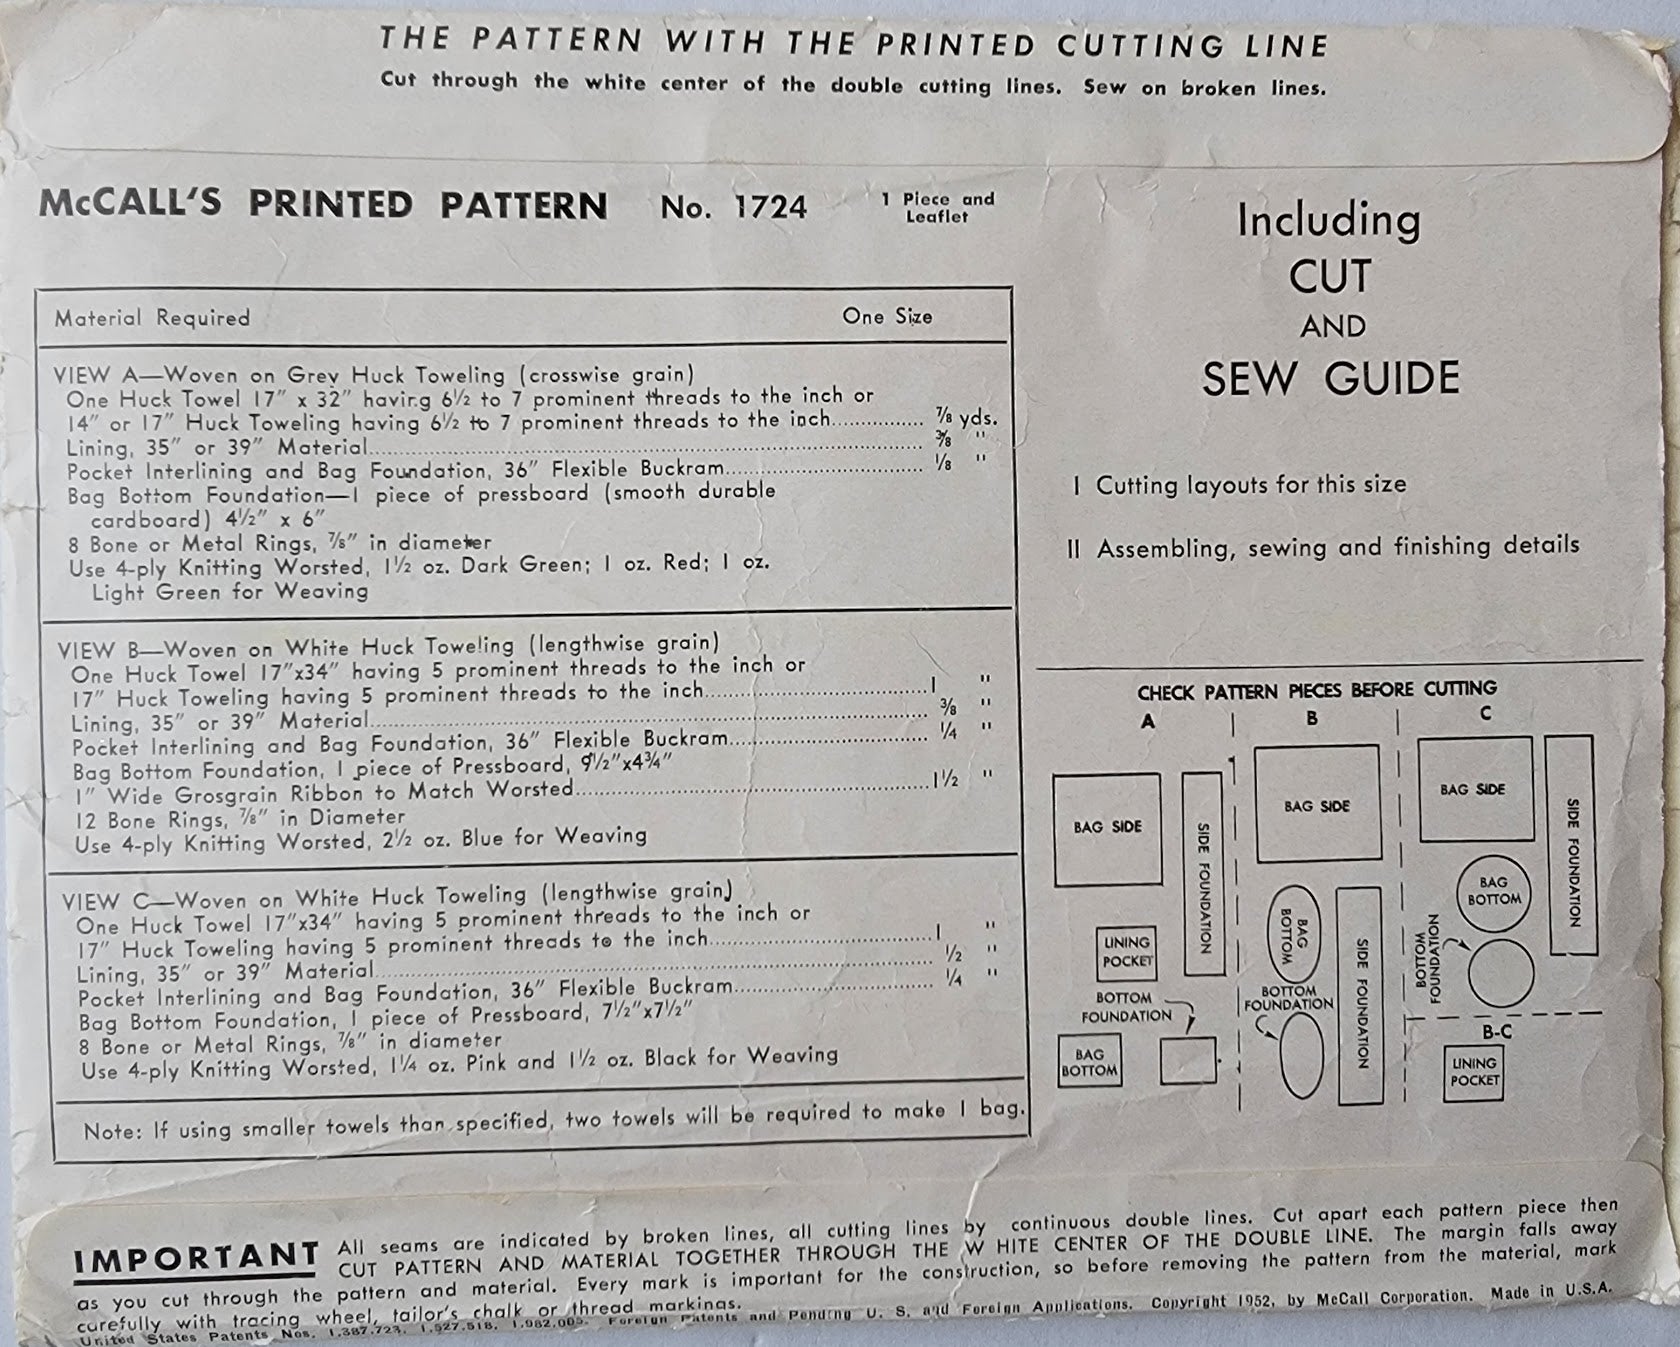 THE PATTERN WITH THE PRINTED CUTTING LINE
Cut through the white center of the double cutting lines. Sew on broken lines.
McCALL'S PRINTED PATTERN No. 1724
1 Piece and
Leaflet
Material Required One Size
VIEW A—Woven on Grey Huck Toweling (crosswise grain)
One Huck Towel 17" x 32" having 6½ to 7 prominent threads to the inch or
14" or 17" Huck Toweling having 6½ to 7 prominent threads to the inch................ ⅞ yds.
Lining, 35" or 39" Material................ ⅜ "
Pocket Interlining and Bag Foundation, 36" Flexible Buckram................ ⅛ "
Bag Bottom Foundation—1 piece of pressboard (smooth durable
cardboard) 4½" x 6"
8 Bone or Metal Rings, ⅞" in diameter
Use 4-ply Knitting Worsted, 1½ oz. Dark Green; 1 oz. Red; 1 oz.
Light Green for Weaving
VIEW B—Woven on White Huck Toweling (lengthwise grain)
One Huck Towel 17"x34" having 5 prominent threads to the inch or
17" Huck Toweling having 5 prominent threads to the inch................1 "
Lining, 35" or 39" Material................ ⅜ "
Pocket Interlining and Bag Foundation, 36" Flexible Buckram................ ¼ "
Bag Bottom Foundation, 1 piece of Pressboard, 9½"x4¾"
1" Wide Grosgrain Ribbon to Match Worsted................1½ "
12 Bone Rings, ⅞" in Diameter
Use 4-ply Knitting Worsted, 2½ oz. Blue for Weaving
VIEW C—Woven on White Huck Toweling (lengthwise grain)
One Huck Towel 17"x34" having 5 prominent threads to the inch or
17" Huck Toweling having 5 prominent threads to the inch................1 "
Lining, 35" or 39" Material................ ½ "
Pocket Interlining and Bag Foundation, 36" Flexible Buckram................ ¼ "
Bag Bottom Foundation, 1 piece of Pressboard, 7½"x7½"
8 Bone or Metal Rings, ⅞" in diameter
Use 4-ply Knitting Worsted, 1¼ oz. Pink and 1½ oz. Black for Weaving
Note: If using smaller towels than specified, two towels will be required to make 1 bag.
Including
CUT
AND
SEW GUIDE
I Cutting layouts for this size
II Assembling, sewing and finishing details
CHECK PATTERN PIECES BEFORE CUTTING
A
BAG SIDE
SIDE FOUNDATION
LINING
POCKET
BOTTOM
FOUNDATION
BAG
BOTTOM
B
BAG SIDE
BAG
BOTTOM
BOTTOM
FOUNDATION
SIDE FOUNDATION
C
BAG SIDE
SIDE FOUNDATION
BAG
BOTTOM
BOTTOM
FOUNDATION
B-C
LINING
POCKET
IMPORTANT All seams are indicated by broken lines, all cutting lines by continuous double lines. Cut apart each pattern piece then
CUT PATTERN AND MATERIAL TOGETHER THROUGH THE W HITE CENTER OF THE DOUBLE LINE. The margin falls away
as you cut through the pattern and material. Every mark is important for the construction, so before removing the pattern from the material, mark
carefully with tracing wheel, tailor's chalk or thread markings.
United States Patents Nos. 1,387,723, 1,527,518, 1,982,005. Foreign Patents and Pending U. S. and Foreign Applications. Copyright 1952, by McCall Corporation. Made in U.S.A.